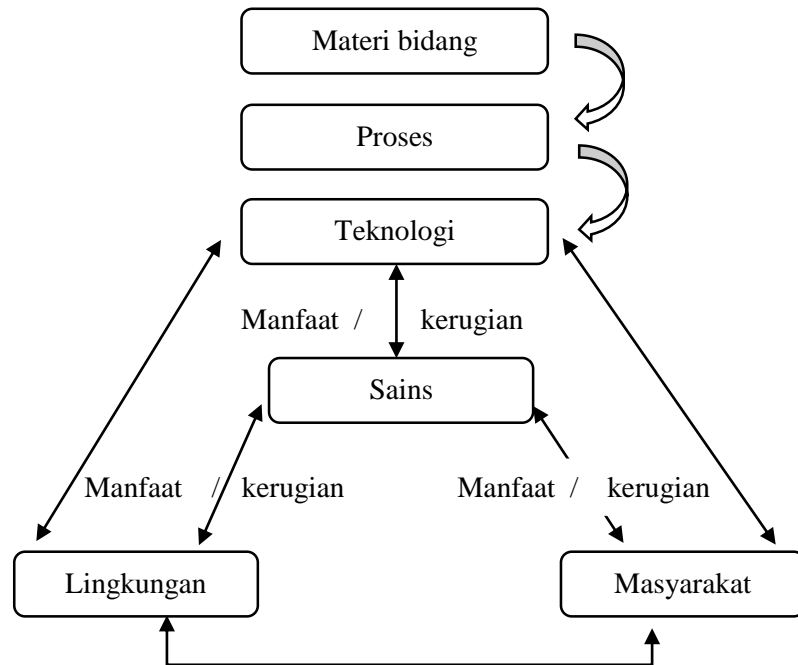 Materi bidang
Proses
Teknologi
Manfaat / kerugian
Sains
Manfaat / kerugian
Manfaat / kerugian
Lingkungan
Masyarakat